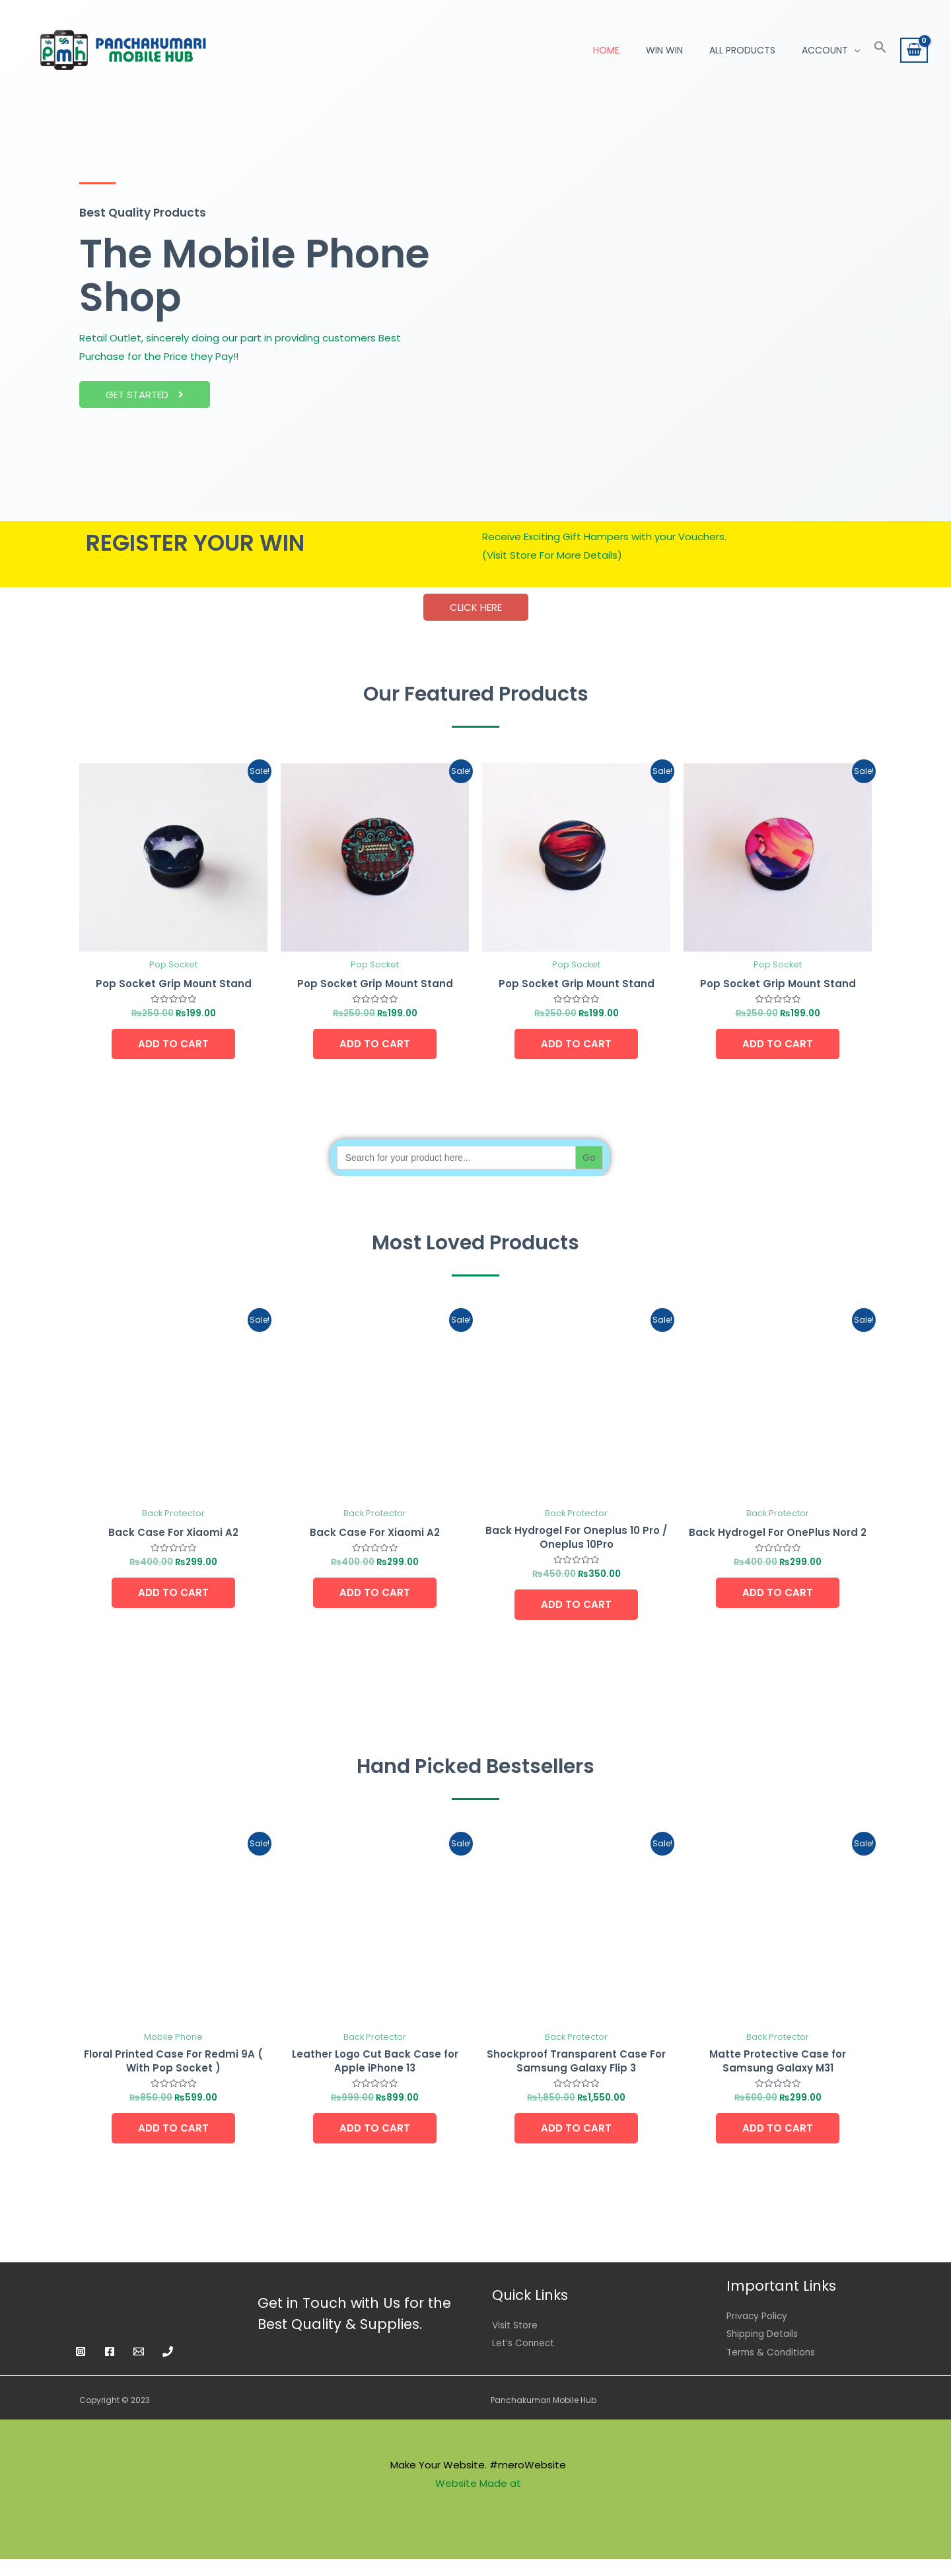 PANCHAKUMARI
pmh
MOBILE HUB
HOME WIN WIN ALL PRODUCTS ACCOUNT 0
Best Quality Products
The Mobile Phone
Shop
Retail Outlet, sincerely doing our part in providing customers Best
Purchase for the Price they Pay!!
GET STARTED
REGISTER YOUR WIN
Receive Exciting Gift Hampers with your Vouchers.
(Visit Store For More Details)
CLICK HERE
Our Featured Products
Sale! Sale! Sale! Sale!
Pop Socket Pop Socket Pop Socket Pop Socket
Pop Socket Grip Mount Stand Pop Socket Grip Mount Stand Pop Socket Grip Mount Stand Pop Socket Grip Mount Stand
₨250.00 ₨199.00 ₨250.00 ₨199.00 ₨250.00 ₨199.00 ₨250.00 ₨199.00
ADD TO CART ADD TO CART ADD TO CART ADD TO CART
Search for your product here... Go
Most Loved Products
Sale! Sale! Sale! Sale!
Back Protector Back Protector Back Protector Back Protector
Back Case For Xiaomi A2
₨400.00 ₨299.00
ADD TO CART
Back Case For Xiaomi A2
₨400.00 ₨299.00
ADD TO CART
Back Hydrogel For Oneplus 10 Pro /
Oneplus 10Pro
₨450.00 ₨350.00
ADD TO CART
Back Hydrogel For OnePlus Nord 2
₨400.00 ₨299.00
ADD TO CART
Hand Picked Bestsellers
Sale! Sale! Sale! Sale!
Mobile Phone
Floral Printed Case For Redmi 9A (
With Pop Socket )
₨850.00 ₨599.00
ADD TO CART
Back Protector
Leather Logo Cut Back Case for
Apple iPhone 13
₨999.00 ₨899.00
ADD TO CART
Back Protector
Shockproof Transparent Case For
Samsung Galaxy Flip 3
₨1,850.00 ₨1,550.00
ADD TO CART
Back Protector
Matte Protective Case for
Samsung Galaxy M31
₨600.00 ₨299.00
ADD TO CART
Get in Touch with Us for the
Best Quality & Supplies.
Quick Links
Visit Store
Let's Connect
Important Links
Privacy Policy
Shipping Details
Terms & Conditions
Copyright © 2023 Panchakumari Mobile Hub
Make Your Website. #meroWebsite
Website Made at